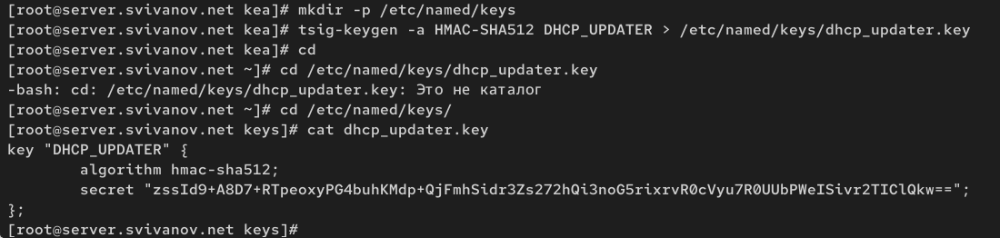 [root@server.svivanov.net kea]# mkdir -p /etc/named/keys
[root@server.svivanov.net kea]# tsig-keygen -a HMAC-SHA512 DHCP_UPDATER > /etc/named/keys/dhcp_updater.key
[root@server.svivanov.net kea]# cd
[root@server.svivanov.net ~]# cd /etc/named/keys/dhcp_updater.key
-bash: cd: /etc/named/keys/dhcp_updater.key: Это не каталог
[root@server.svivanov.net ~]# cd /etc/named/keys/
[root@server.svivanov.net keys]# cat dhcp_updater.key
key "DHCP_UPDATER" {
        algorithm hmac-sha512;
        secret "zssId9+A8D7+RTpeoxyPG4buhKMdp+QjFmhSidr3Zs272hQi3noG5rixrvR0cVyu7R0UUbPWeISivr2TIClQkw==";
};
[root@server.svivanov.net keys]#